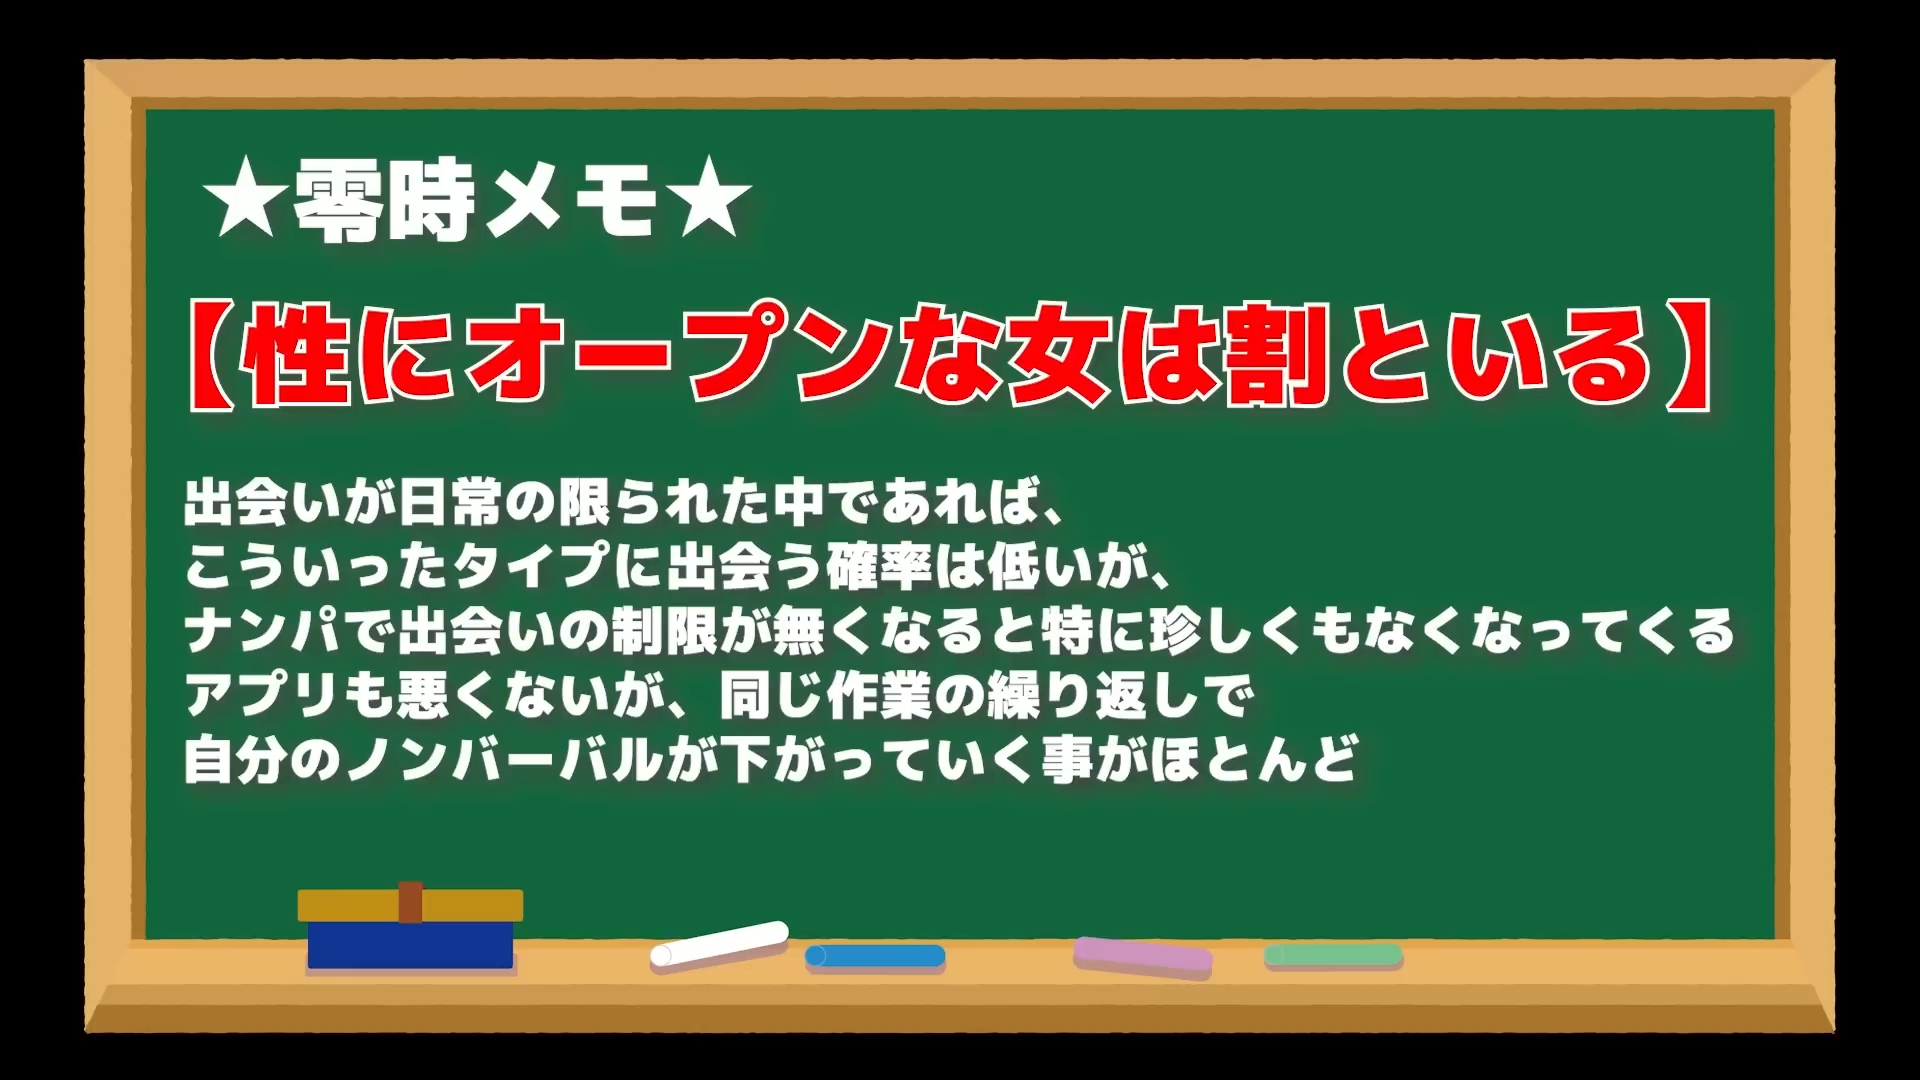 ★零時メモ★
【性にオープンな女は割といる】
出会いが日常の限られた中であれば、
こういったタイプに出会う確率は低いが、
ナンパで出会いの制限が無くなると特に珍しくもなくなってくる
アプリも悪くないが、同じ作業の繰り返しで
自分のノンバーバルが下がっていく事がほとんど